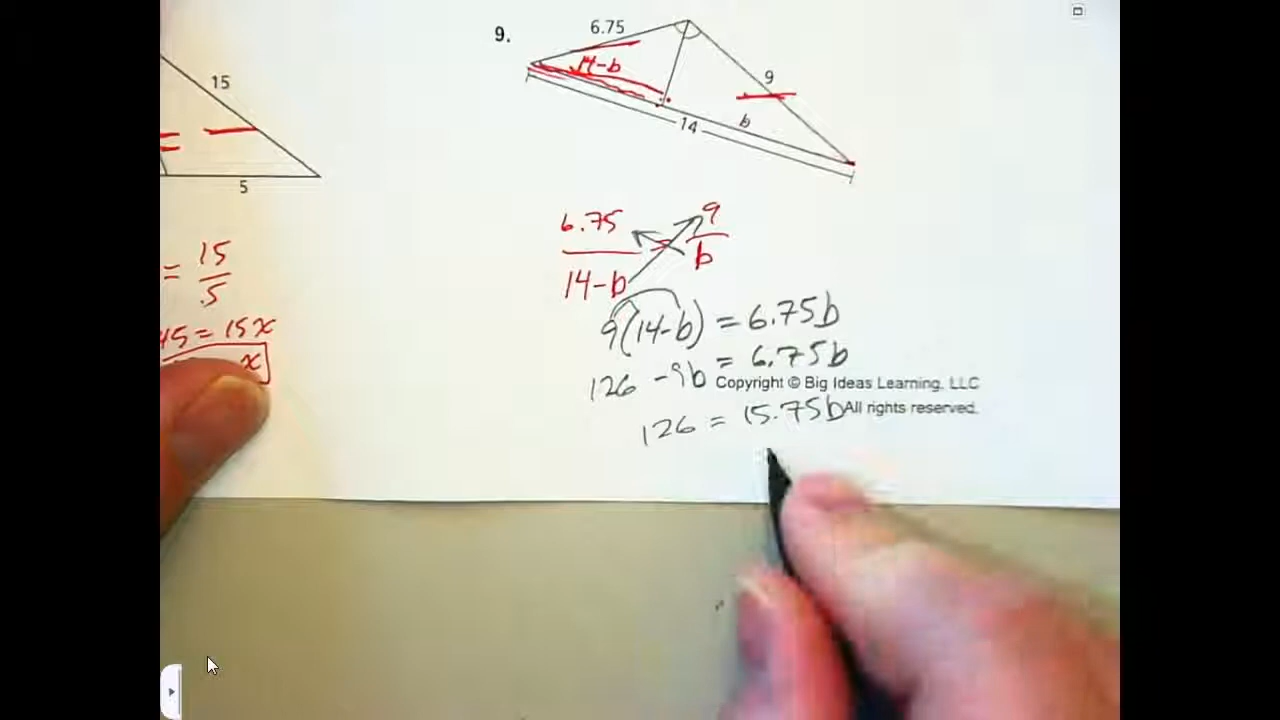 15
5
= 15/5
45 = 15x
x
9.
6.75
14-b
9
14
b
6.75/14-b = 9/b
9(14-b) = 6.75b
126 - 9b = 6.75b
Copyright © Big Ideas Learning, LLC
All rights reserved.
126 = 15.75b